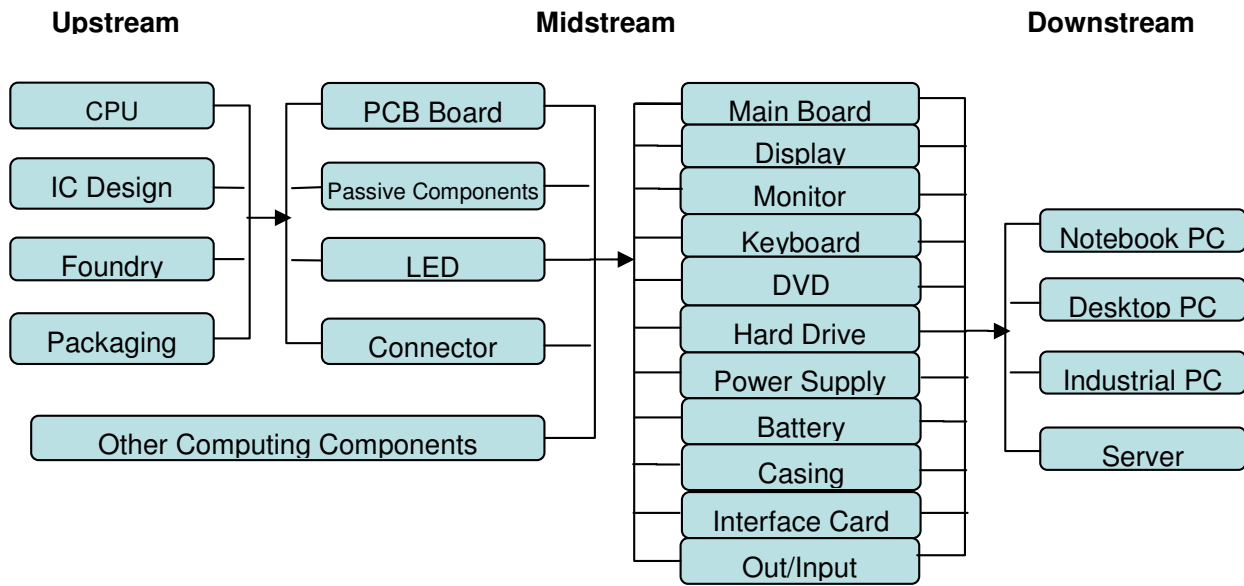 Upstream
Midstream
Downstream
CPU
IC Design
Foundry
Packaging
PCB Board
Passive Components
LED
Connector
Other Computing Components
Main Board
Display
Monitor
Keyboard
DVD
Hard Drive
Power Supply
Battery
Casing
Interface Card
Out/Input
Notebook PC
Desktop PC
Industrial PC
Server